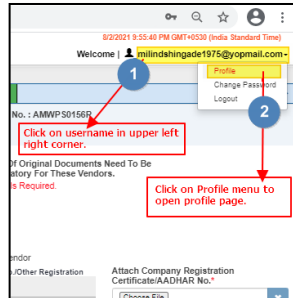 8/2/2021 9:55:40 PM GMT+0530 (India Standard Time)
Welcome | milindshingade1975@yopmail.com
1
Profile
Change Password
Logout
2
No. : AMWPS0156R
Click on username in upper left
right corner.
Of Original Documents Need To Be
atory For These Vendors.
Is Required.
Click on Profile menu to
open profile page.
endor
./Other Registration
Attach Company Registration
Certificate/AADHAR No.*
Choose File